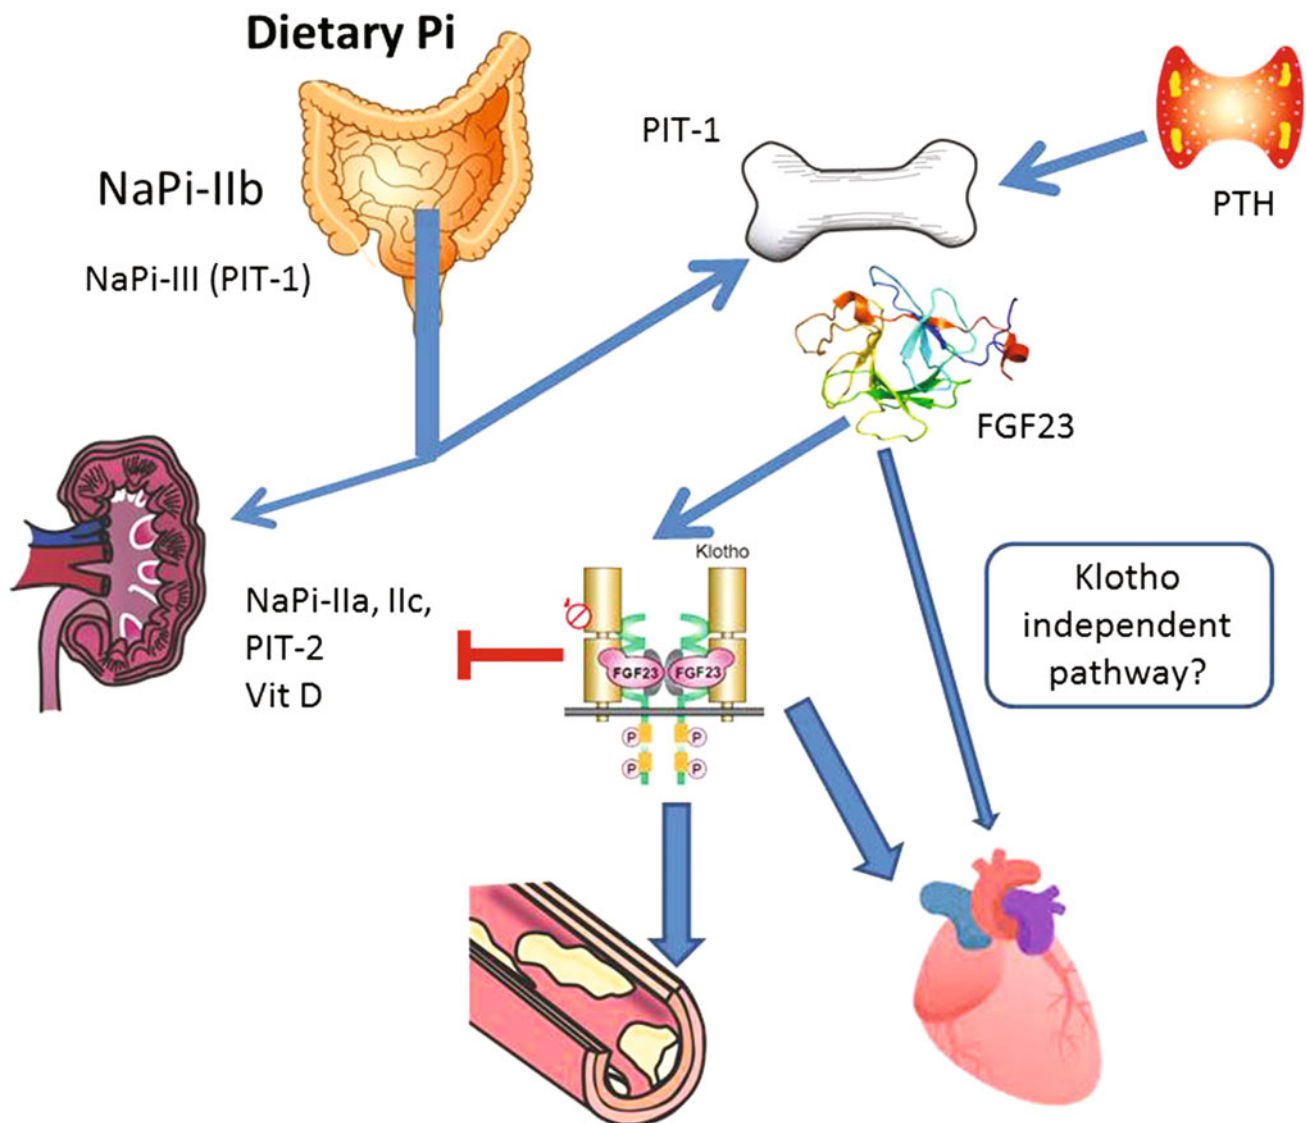 Dietary Pi
NaPi-IIb
NaPi-III (PIT-1)
PIT-1
PTH
FGF23
Klotho
NaPi-IIa, IIc,
PIT-2
Vit D
FGF23 FGF23
P P
P P
Klotho
independent
pathway?